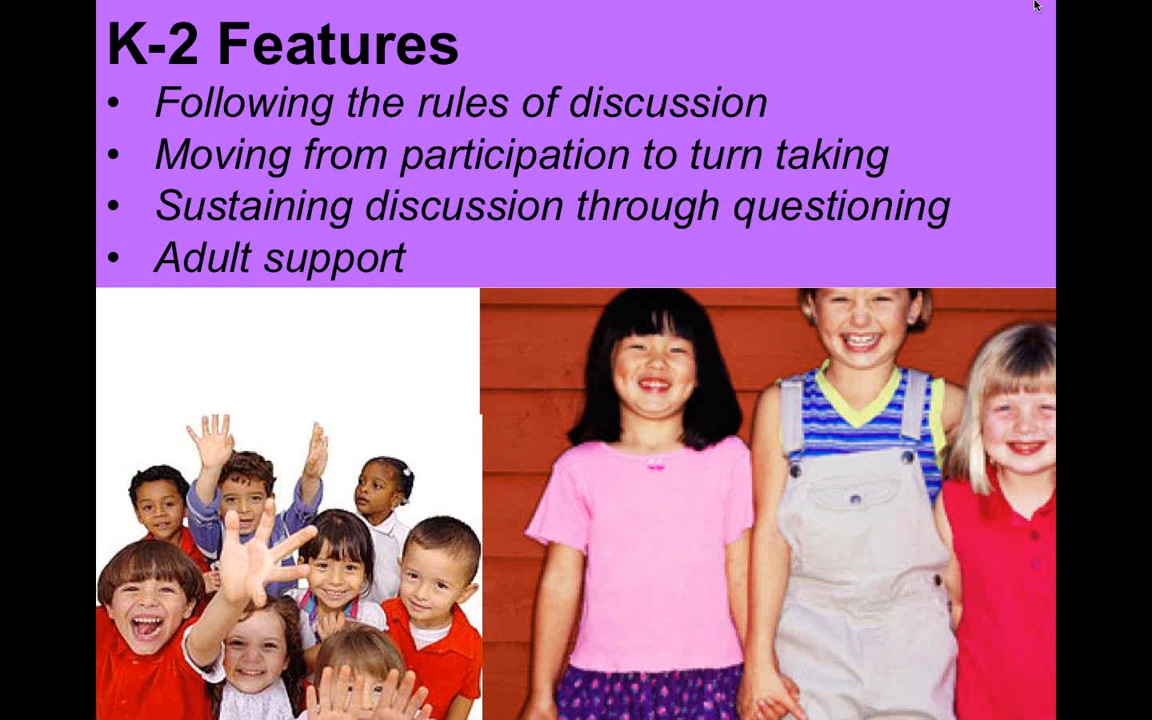 K-2 Features
• Following the rules of discussion
• Moving from participation to turn taking
• Sustaining discussion through questioning
• Adult support